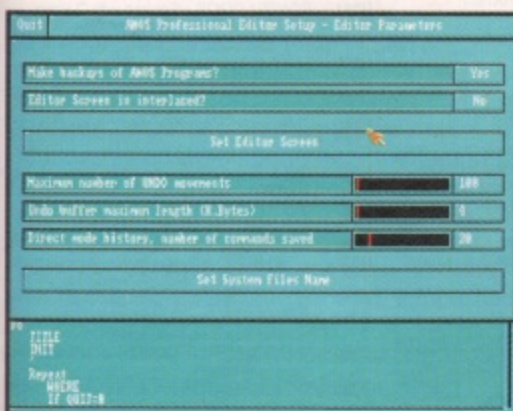 Quit AMOS Professional Editor Setup - Editor Parameters
Make backups of AMOS Programs? Yes
Editor Screen in interlaced? No
Set Editor Screen
Maximum number of UNDO movements 100
Undo buffer maximum length (K.Bytes)
Direct mode history, number of commands saved 20
Set System Files Name
TITLE
INIT
Repeat
WHERE
IF QUIT=0